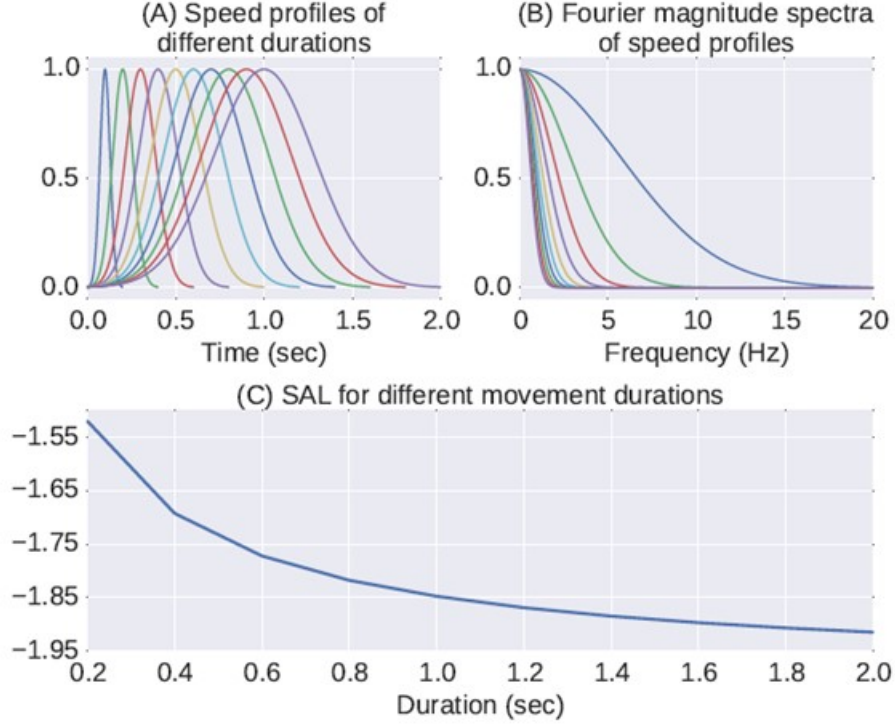 (A) Speed profiles of
different durations
1.0
0.5
0.0
0.0 0.5 1.0 1.5 2.0
Time (sec)
(B) Fourier magnitude spectra
of speed profiles
1.0
0.5
0.0
0 5 10 15 20
Frequency (Hz)
(C) SAL for different movement durations
−1.55
−1.65
−1.75
−1.85
−1.95
0.2 0.4 0.6 0.8 1.0 1.2 1.4 1.6 1.8 2.0
Duration (sec)